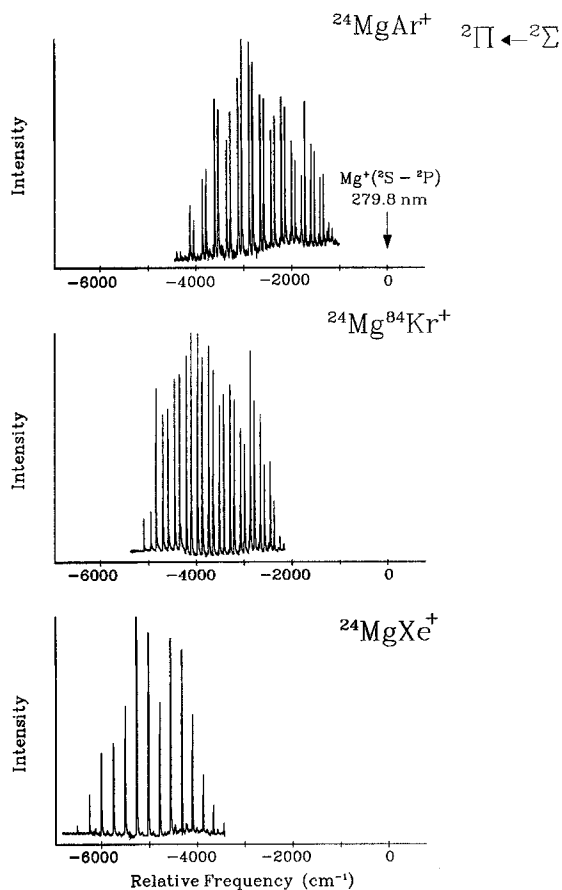 ²⁴MgAr⁺ ²Π ← ²Σ
Intensity
Mg⁺(²S − ²P)
279.8 nm
−6000 −4000 −2000 0
²⁴Mg⁸⁴Kr⁺
Intensity
−6000 −4000 −2000 0
²⁴MgXe⁺
Intensity
−6000 −4000 −2000 0
Relative Frequency (cm⁻¹)